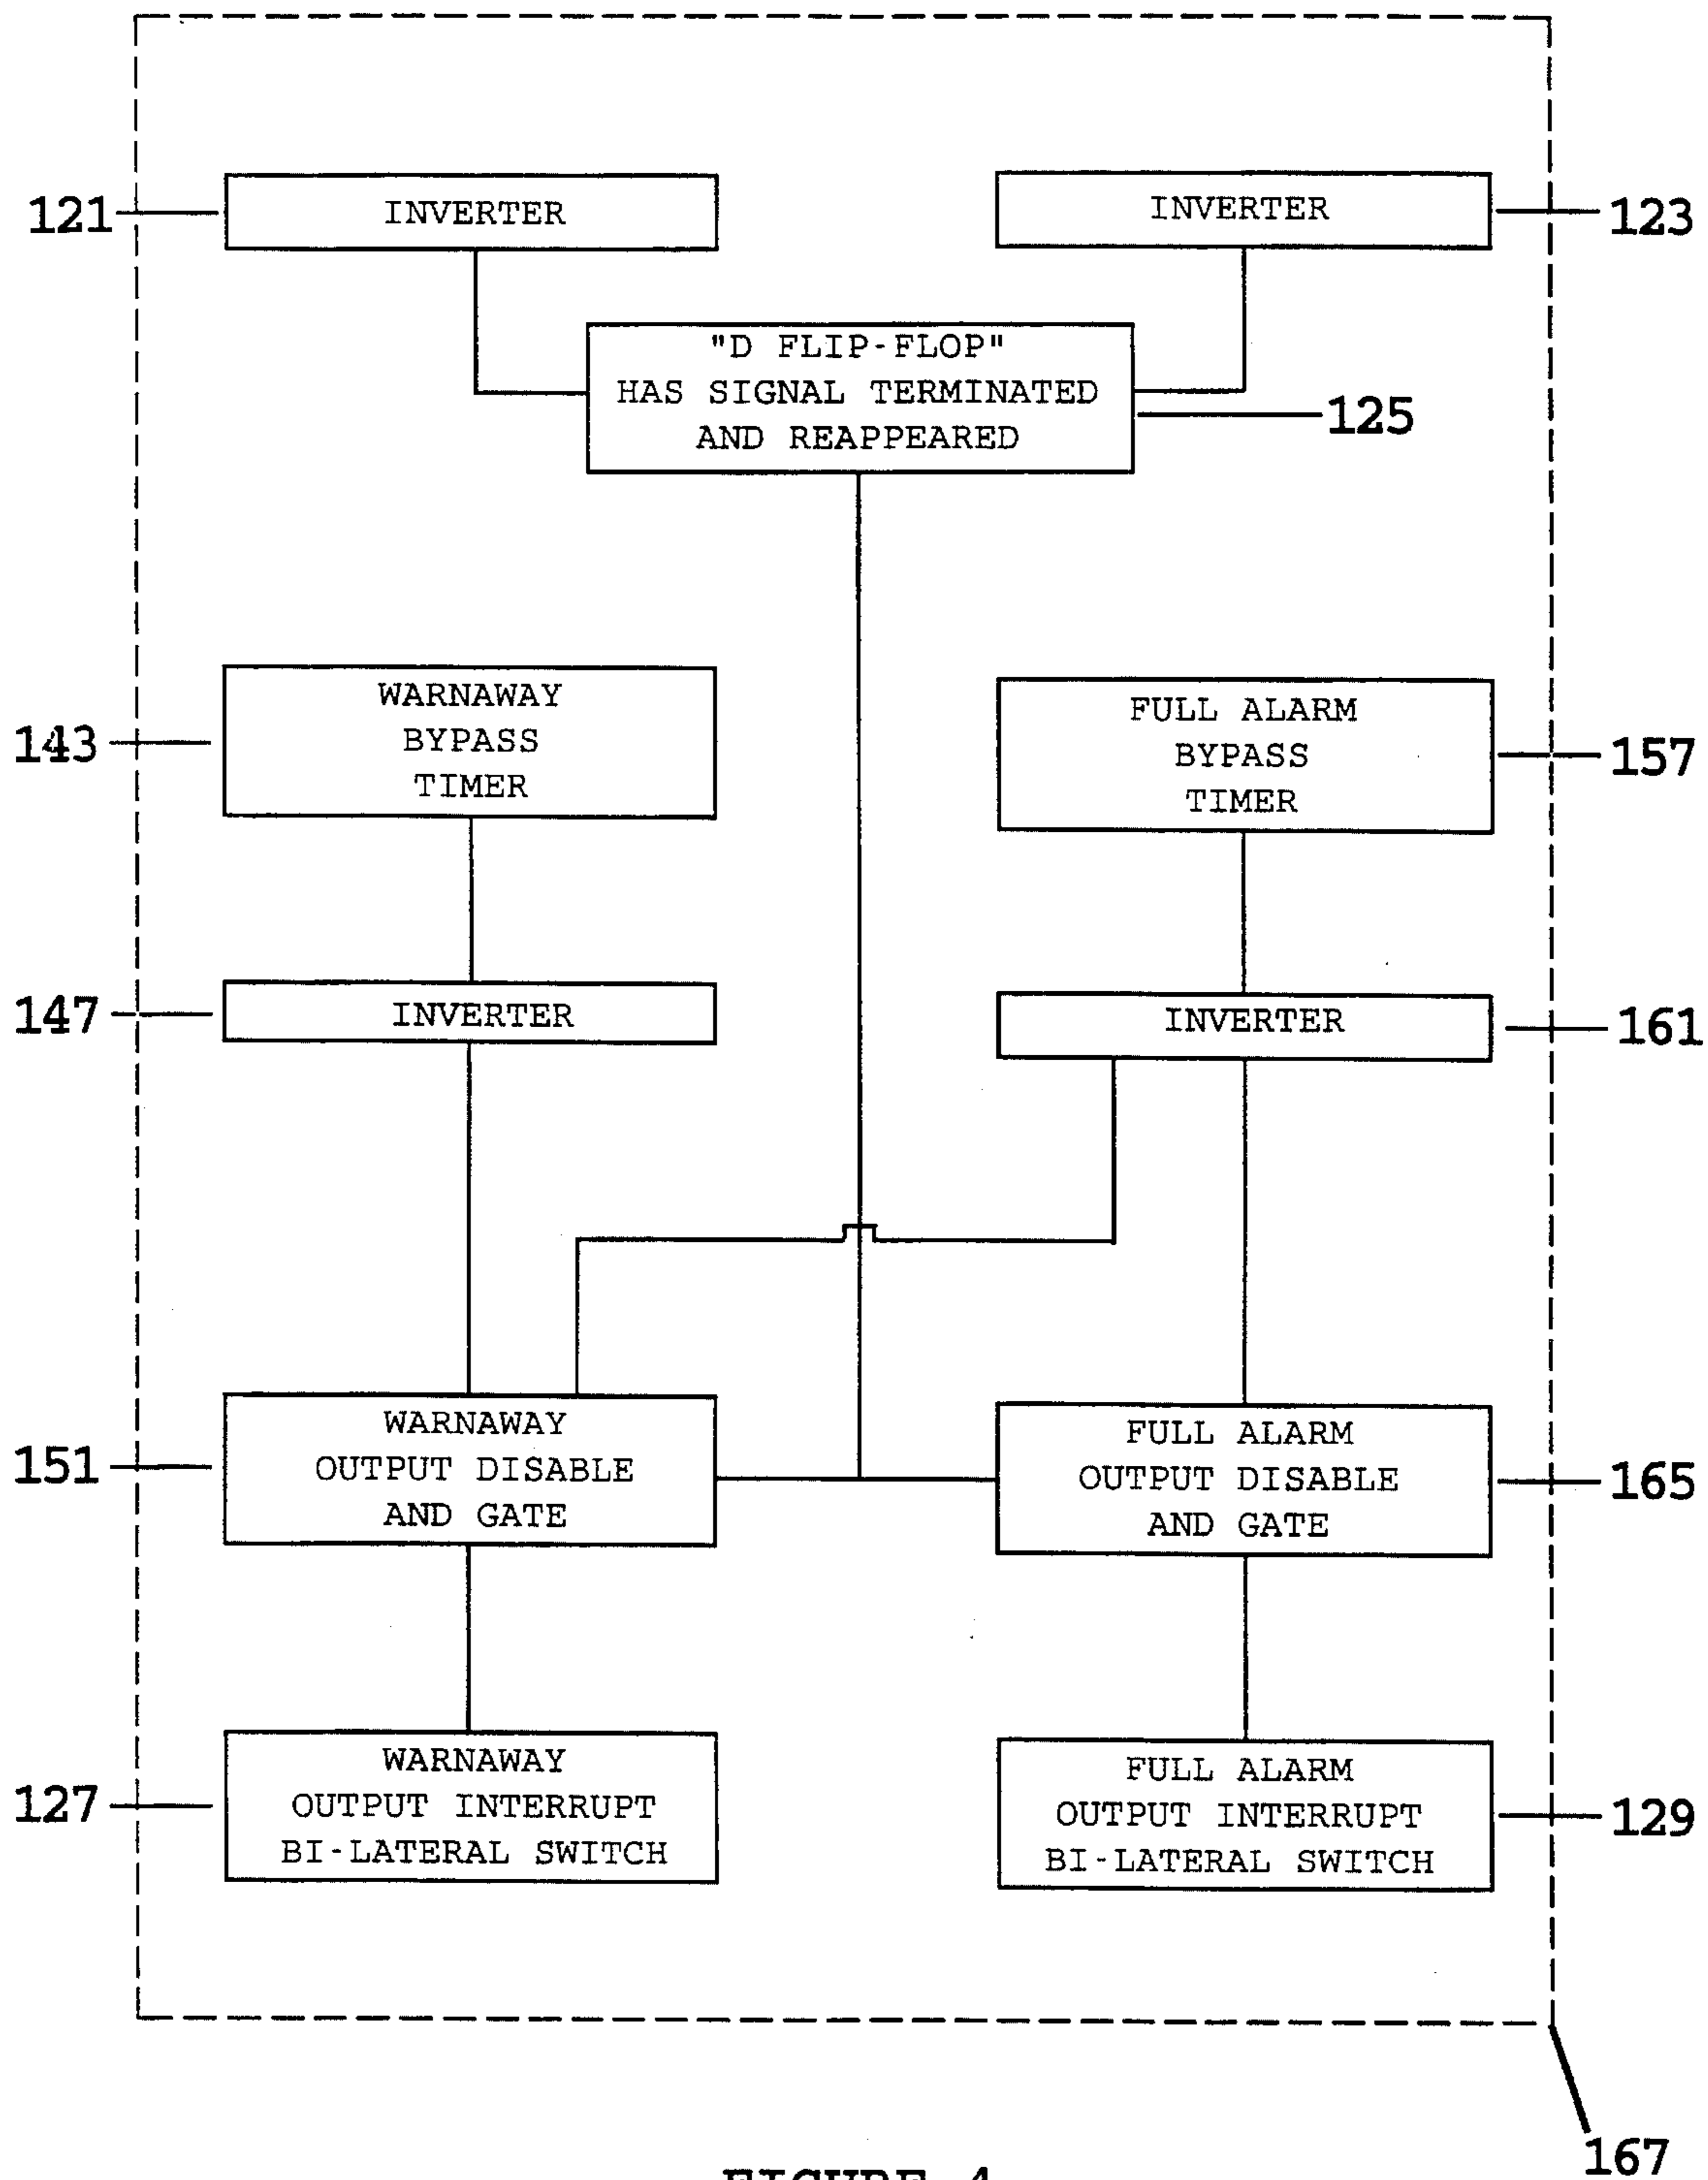 121
INVERTER
INVERTER
123
"D FLIP-FLOP"
HAS SIGNAL TERMINATED
AND REAPPEARED
125
143
WARNAWAY
BYPASS
TIMER
FULL ALARM
BYPASS
TIMER
157
147
INVERTER
INVERTER
161
151
WARNAWAY
OUTPUT DISABLE
AND GATE
FULL ALARM
OUTPUT DISABLE
AND GATE
165
127
WARNAWAY
OUTPUT INTERRUPT
BI-LATERAL SWITCH
FULL ALARM
OUTPUT INTERRUPT
BI-LATERAL SWITCH
129
167
FIGURE 4